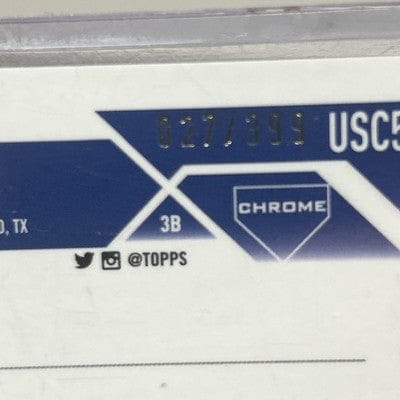 027/399 USC5
O, TX 3B CHROME
@TOPPS